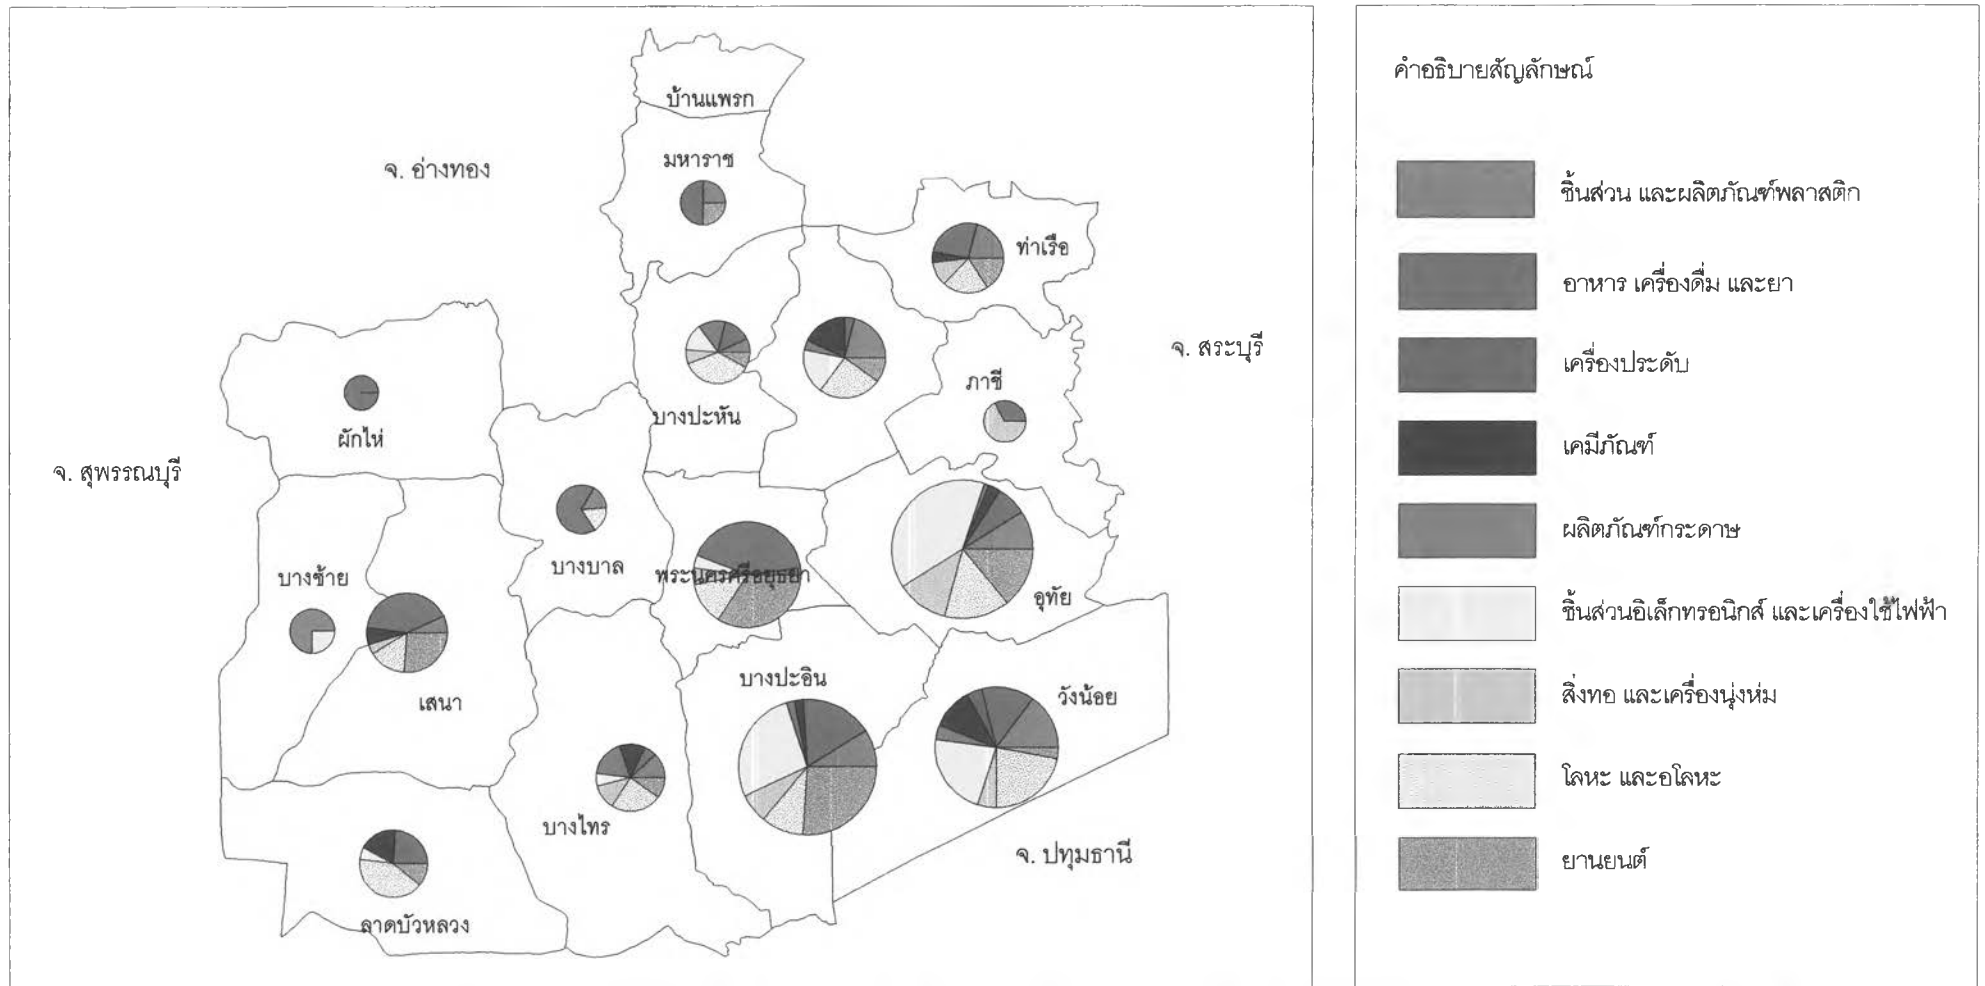 บ้านแพรก
มหาราช
จ. อ่างทอง
ท่าเรือ
จ. สระบุรี
ภาชี
บางปะหัน
ผักไห่
จ. สุพรรณบุรี
บางซ้าย
บางบาล
พระนครศรีอยุธยา
อุทัย
เสนา
บางปะอิน
วังน้อย
บางไทร
จ. ปทุมธานี
ลาดบัวหลวง
คำอธิบายสัญลักษณ์
ชิ้นส่วน และผลิตภัณฑ์พลาสติก
อาหาร เครื่องดื่ม และยา
เครื่องประดับ
เคมีภัณฑ์
ผลิตภัณฑ์กระดาษ
ชิ้นส่วนอิเล็กทรอนิกส์ และเครื่องใช้ไฟฟ้า
สิ่งทอ และเครื่องนุ่งห่ม
โลหะ และอโลหะ
ยานยนต์